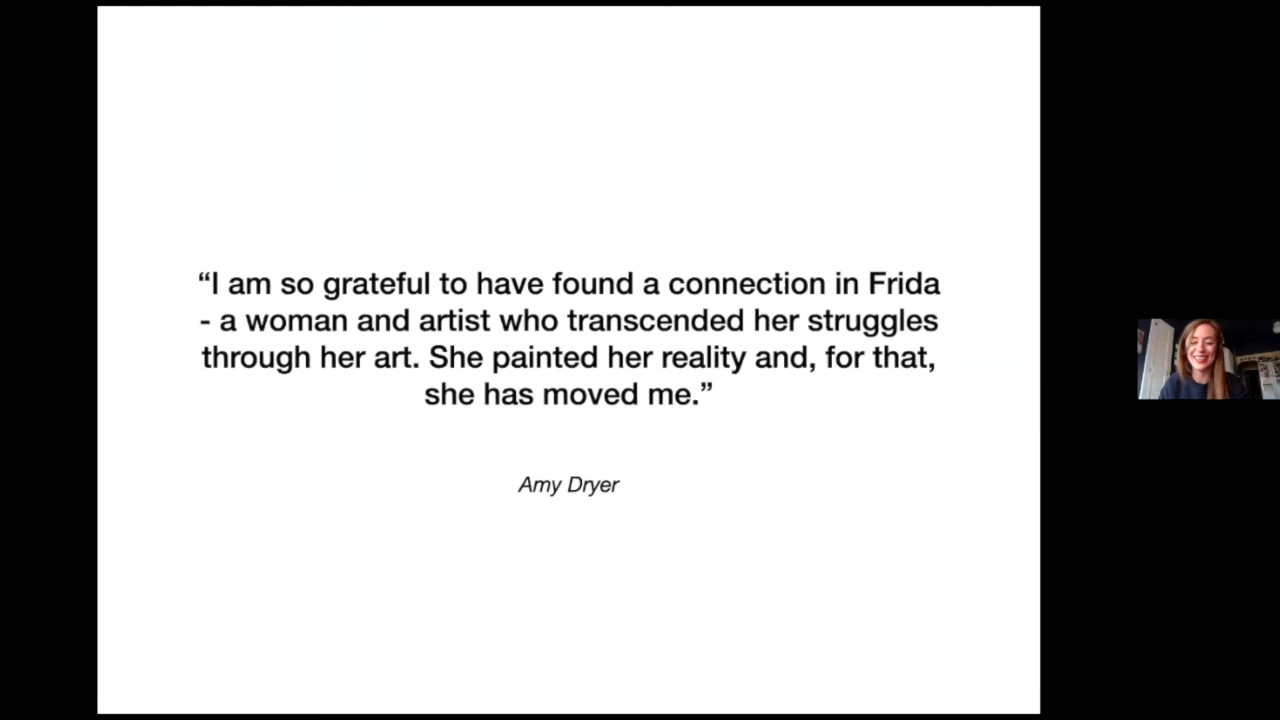 “I am so grateful to have found a connection in Frida
- a woman and artist who transcended her struggles
through her art. She painted her reality and, for that,
she has moved me.”
Amy Dryer